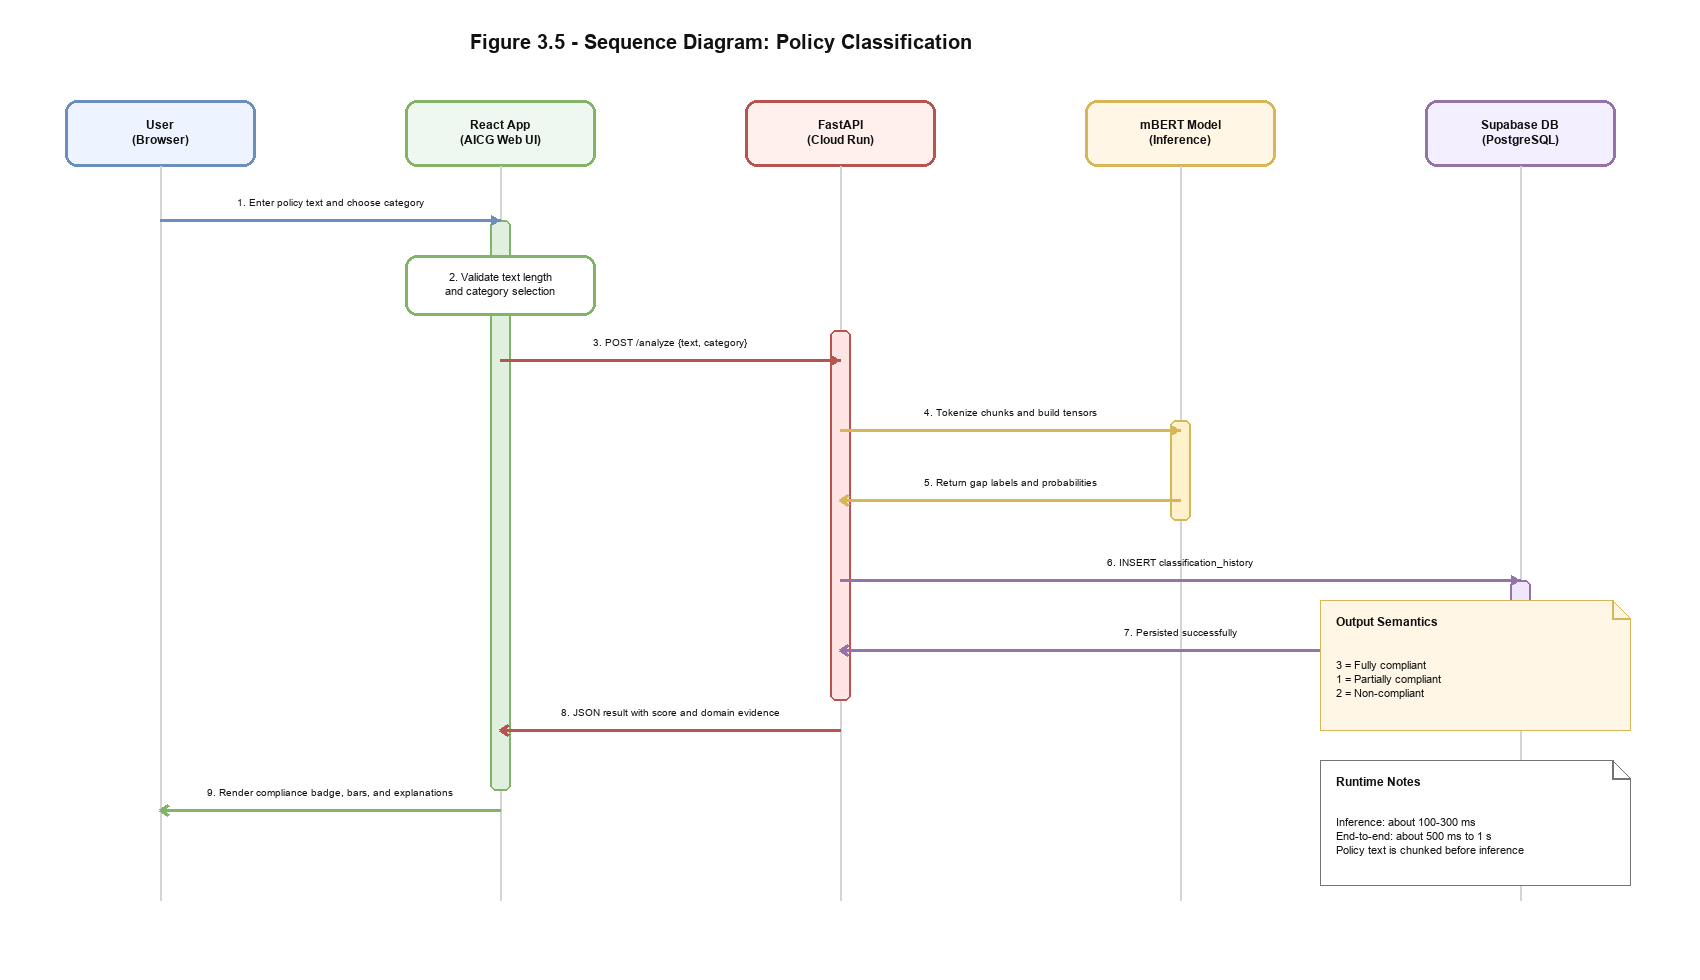 Figure 3.5 - Sequence Diagram: Policy Classification
User
(Browser)
React App
(AICG Web UI)
FastAPI
(Cloud Run)
mBERT Model
(Inference)
Supabase DB
(PostgreSQL)
1. Enter policy text and choose category
2. Validate text length
and category selection
3. POST /analyze {text, category}
4. Tokenize chunks and build tensors
5. Return gap labels and probabilities
6. INSERT classification_history
7. Persisted successfully
Output Semantics
3 = Fully compliant
1 = Partially compliant
2 = Non-compliant
8. JSON result with score and domain evidence
9. Render compliance badge, bars, and explanations
Runtime Notes
Inference: about 100-300 ms
End-to-end: about 500 ms to 1 s
Policy text is chunked before inference